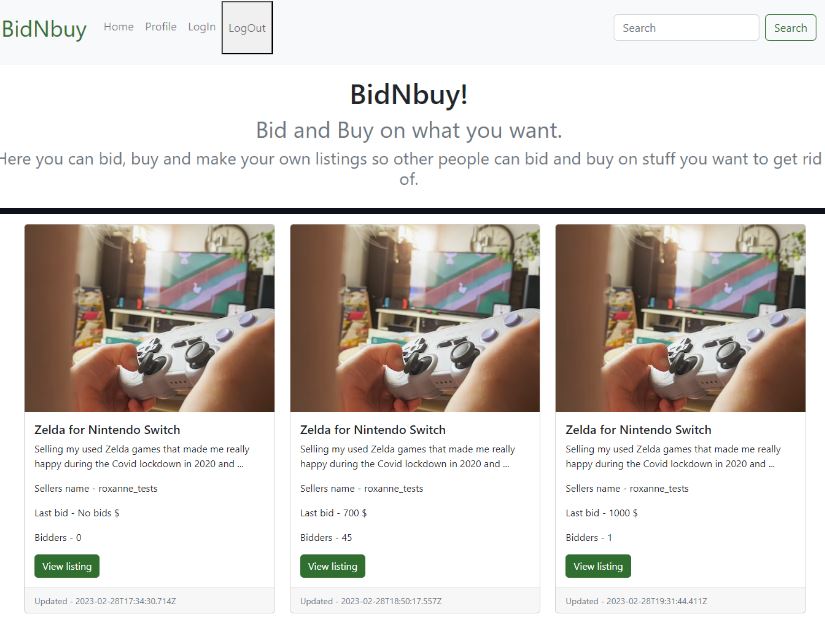 BidNbuy Home Profile LogIn LogOut Search Search
BidNbuy!
Bid and Buy on what you want.
Here you can bid, buy and make your own listings so other people can bid and buy on stuff you want to get rid
of.
Zelda for Nintendo Switch
Selling my used Zelda games that made me really
happy during the Covid lockdown in 2020 and ...
Sellers name - roxanne_tests
Last bid - No bids $
Bidders - 0
View listing
Updated - 2023-02-28T17:34:30.714Z
Zelda for Nintendo Switch
Selling my used Zelda games that made me really
happy during the Covid lockdown in 2020 and ...
Sellers name - roxanne_tests
Last bid - 700 $
Bidders - 45
View listing
Updated - 2023-02-28T18:50:17.557Z
Zelda for Nintendo Switch
Selling my used Zelda games that made me really
happy during the Covid lockdown in 2020 and ...
Sellers name - roxanne_tests
Last bid - 1000 $
Bidders - 1
View listing
Updated - 2023-02-28T19:31:44.411Z